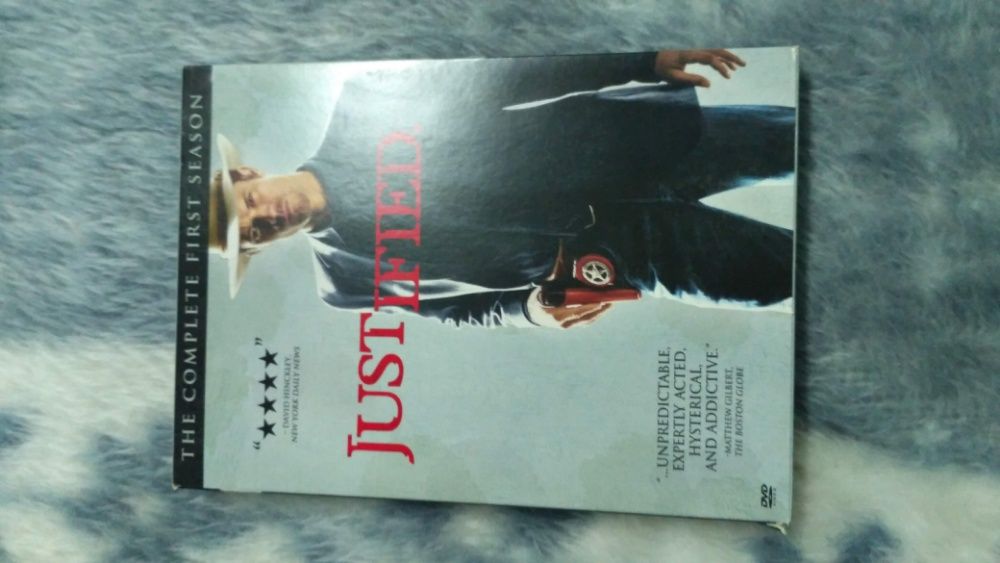 THE COMPLETE FIRST SEASON
“★★★★”
-DAVID HINCKLEY,
NEW YORK DAILY NEWS
JUSTIFIED.
"...UNPREDICTABLE,
EXPERTLY ACTED,
HYSTERICAL,
AND ADDICTIVE."
-MATTHEW GILBERT,
THE BOSTON GLOBE
DVD